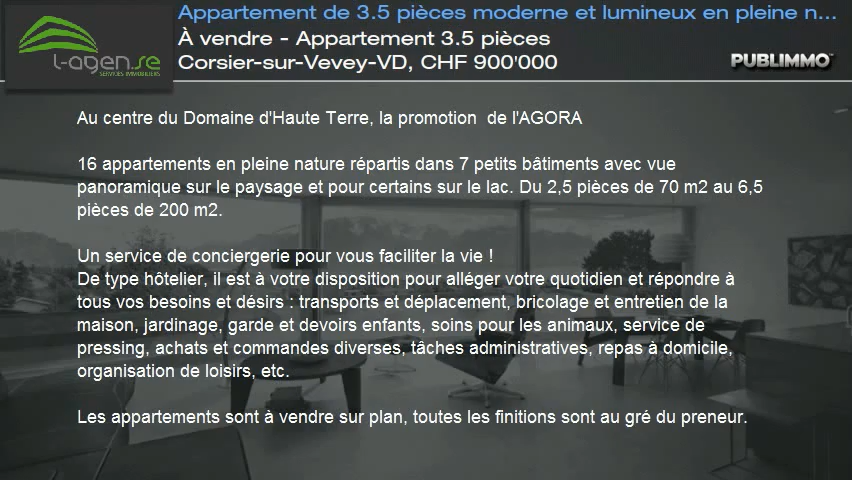 Appartement de 3.5 pièces moderne et lumineux en pleine n...
À vendre - Appartement 3.5 pièces
Corsier-sur-Vevey-VD, CHF 900'000
l-agen.se
SERVICES IMMOBILIERS
PUBLIMMO
Au centre du Domaine d'Haute Terre, la promotion  de l'AGORA
16 appartements en pleine nature répartis dans 7 petits bâtiments avec vue
panoramique sur le paysage et pour certains sur le lac. Du 2,5 pièces de 70 m2 au 6,5
pièces de 200 m2.
Un service de conciergerie pour vous faciliter la vie !
De type hôtelier, il est à votre disposition pour alléger votre quotidien et répondre à
tous vos besoins et désirs : transports et déplacement, bricolage et entretien de la
maison, jardinage, garde et devoirs enfants, soins pour les animaux, service de
pressing, achats et commandes diverses, tâches administratives, repas à domicile,
organisation de loisirs, etc.
Les appartements sont à vendre sur plan, toutes les finitions sont au gré du preneur.